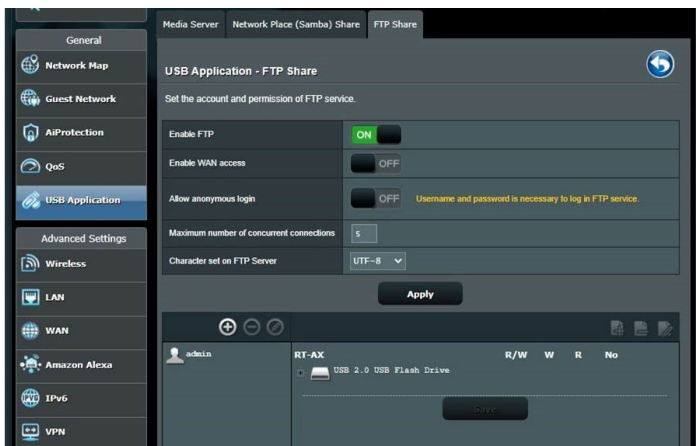 Media Server
Network Place (Samba) Share
FTP Share
General
Network Map
Guest Network
AiProtection
QoS
USB Application
Advanced Settings
Wireless
LAN
WAN
Amazon Alexa
IPv6
VPN
USB Application - FTP Share
Set the account and permission of FTP service.
Enable FTP
ON
Enable WAN access
OFF
Allow anonymous login
OFF
Username and password is necessary to log in FTP service.
Maximum number of concurrent connections
5
Character set on FTP Server
UTF-8
Apply
admin
RT-AX
R/W W R No
USB 2.0 USB Flash Drive
Save